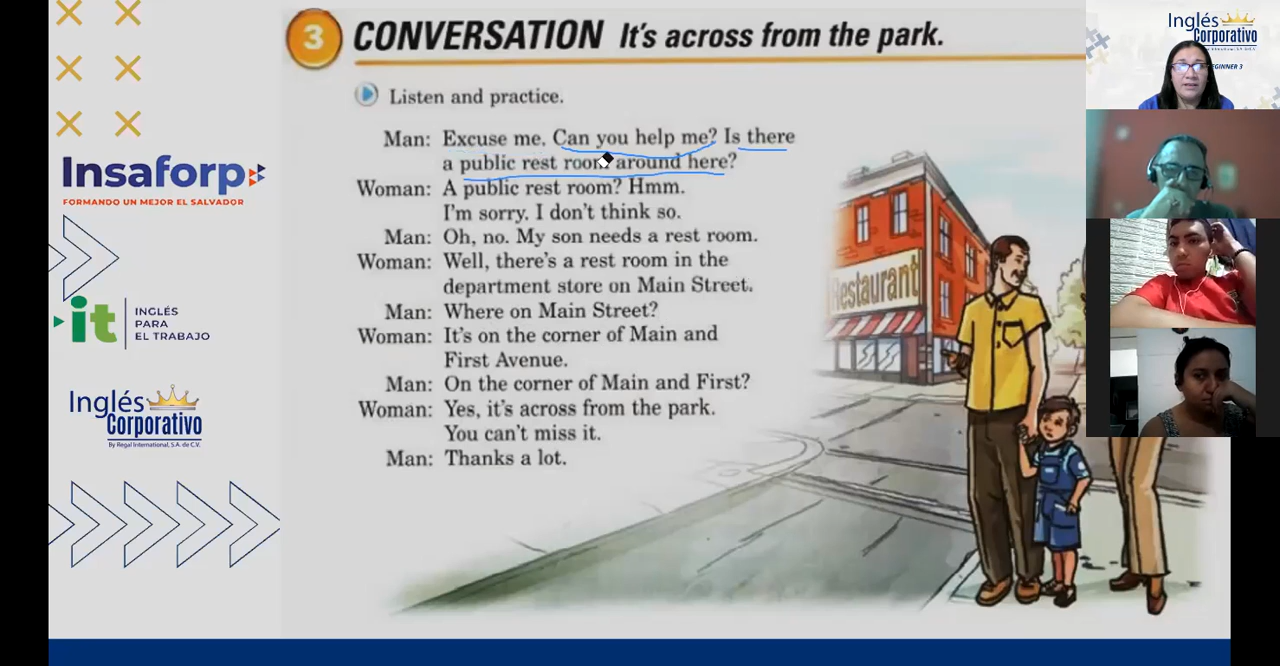 3 CONVERSATION It's across from the park.
Listen and practice.
Man: Excuse me. Can you help me? Is there
a public rest room around here?
Woman: A public rest room? Hmm.
I'm sorry. I don't think so.
Man: Oh, no. My son needs a rest room.
Woman: Well, there's a rest room in the
department store on Main Street.
Man: Where on Main Street?
Woman: It's on the corner of Main and
First Avenue.
Man: On the corner of Main and First?
Woman: Yes, it's across from the park.
You can't miss it.
Man: Thanks a lot.
Restaurant
Insaforp
FORMANDO UN MEJOR EL SALVADOR
it INGLÉS
PARA
EL TRABAJO
Inglés
Corporativo
By Regal International, S.A. de C.V.
Inglés
Corporativo
International, S.A. de C.V.
EGINNER 3